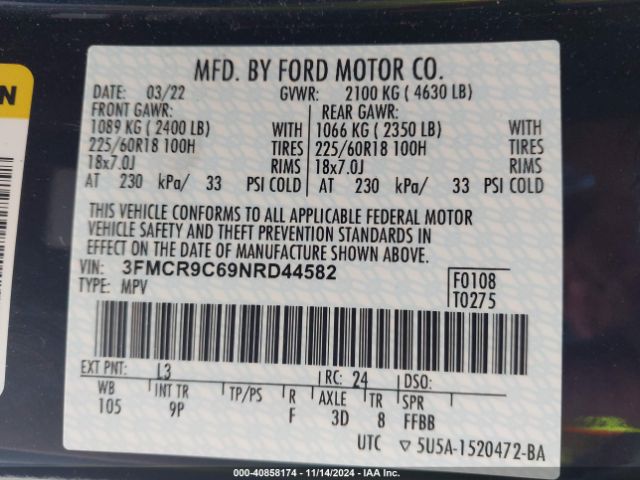 N
MFD. BY FORD MOTOR CO.
DATE: 03/22 GVWR: 2100 KG ( 4630 LB)
FRONT GAWR: REAR GAWR:
1089 KG ( 2400 LB) WITH 1066 KG ( 2350 LB) WITH
225/60R18 100H TIRES 225/60R18 100H TIRES
18x7.0J RIMS 18x7.0J RIMS
AT 230 kPa/ 33 PSI COLD AT 230 kPa/ 33 PSI COLD
THIS VEHICLE CONFORMS TO ALL APPLICABLE FEDERAL MOTOR
VEHICLE SAFETY AND THEFT PREVENTION STANDARDS IN
EFFECT ON THE DATE OF MANUFACTURE SHOWN ABOVE.
VIN: 3FMCR9C69NRD44582 F0108
TYPE: MPV T0275
EXT PNT: L3 RC: 24 DSO:
WB INT TR TP/PS R AXLE TR SPR
105 9P F 3D 8 FFBB
UTC ▽ 5U5A-1520472-BA
000-40858174 | 11/14/2024 | IAA Inc.